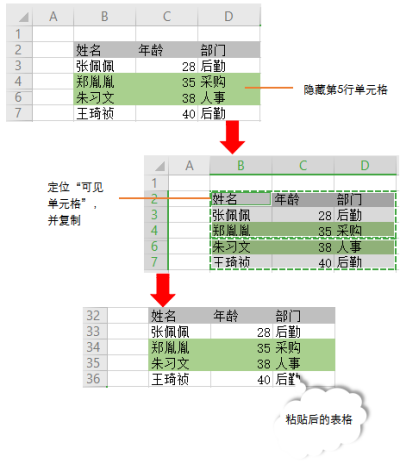 A B C D
1
2 姓名 年龄 部门
3 张佩佩 28 后勤
4 郑胤胤 35 采购
6 朱习文 38 人事
7 王琦祯 40 后勤
隐藏第5行单元格
定位“可见
单元格”，
并复制
A B C D
1
2 姓名 年龄 部门
3 张佩佩 28 后勤
4 郑胤胤 35 采购
6 朱习文 38 人事
7 王琦祯 40 后勤
32 姓名 年龄 部门
33 张佩佩 28 后勤
34 郑胤胤 35 采购
35 朱习文 38 人事
36 王琦祯 40 后勤
粘贴后的表格